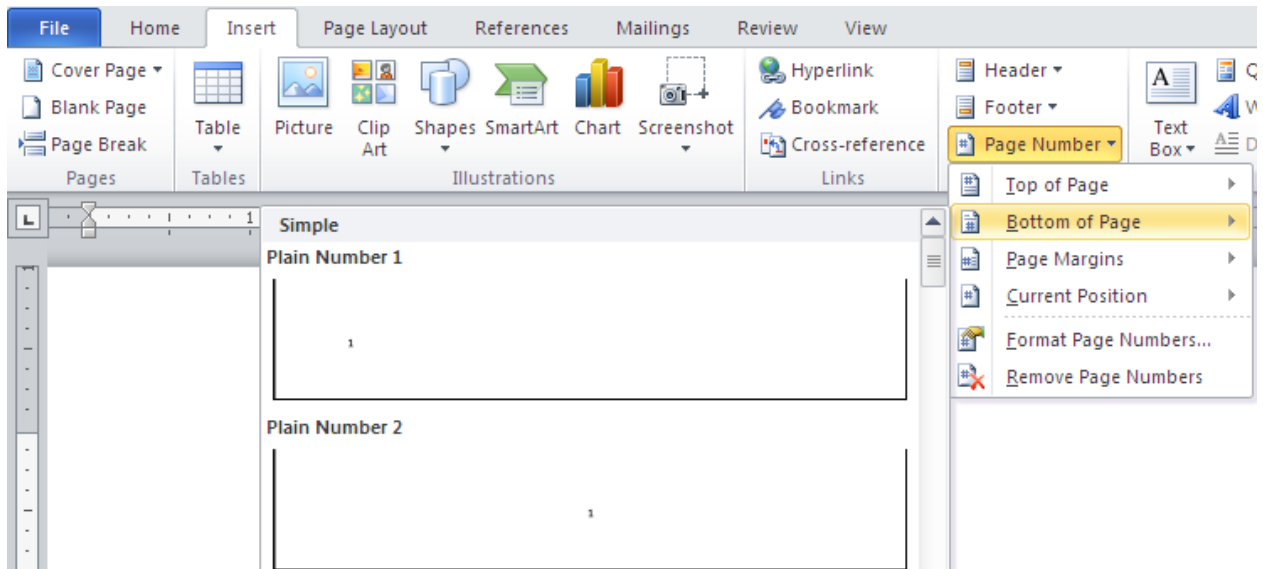 File Home Insert Page Layout References Mailings Review View
Cover Page
Blank Page
Page Break
Pages
Table
Tables
Picture
Clip
Art
Shapes
SmartArt
Chart
Screenshot
Illustrations
Hyperlink
Bookmark
Cross-reference
Links
Header
Footer
Page Number
A
Text
Box
Q
W
D
Top of Page
Bottom of Page
Page Margins
Current Position
Format Page Numbers...
Remove Page Numbers
L
1
Simple
Plain Number 1
1
Plain Number 2
1